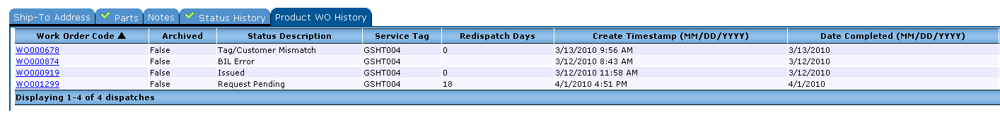 Ship-To Address Parts Notes Status History Product WO History
Work Order Code ▲ Archived Status Description Service Tag Redispatch Days Create Timestamp (MM/DD/YYYY) Date Completed (MM/DD/YYYY)
WO000678 False Tag/Customer Mismatch GSHT004 0 3/13/2010 9:56 AM 3/13/2010
WO000874 False BIL Error GSHT004 3/12/2010 8:43 AM 3/12/2010
WO000919 False Issued GSHT004 0 3/12/2010 11:58 AM 3/12/2010
WO001299 False Request Pending GSHT004 18 4/1/2010 4:51 PM 4/1/2010
Displaying 1-4 of 4 dispatches